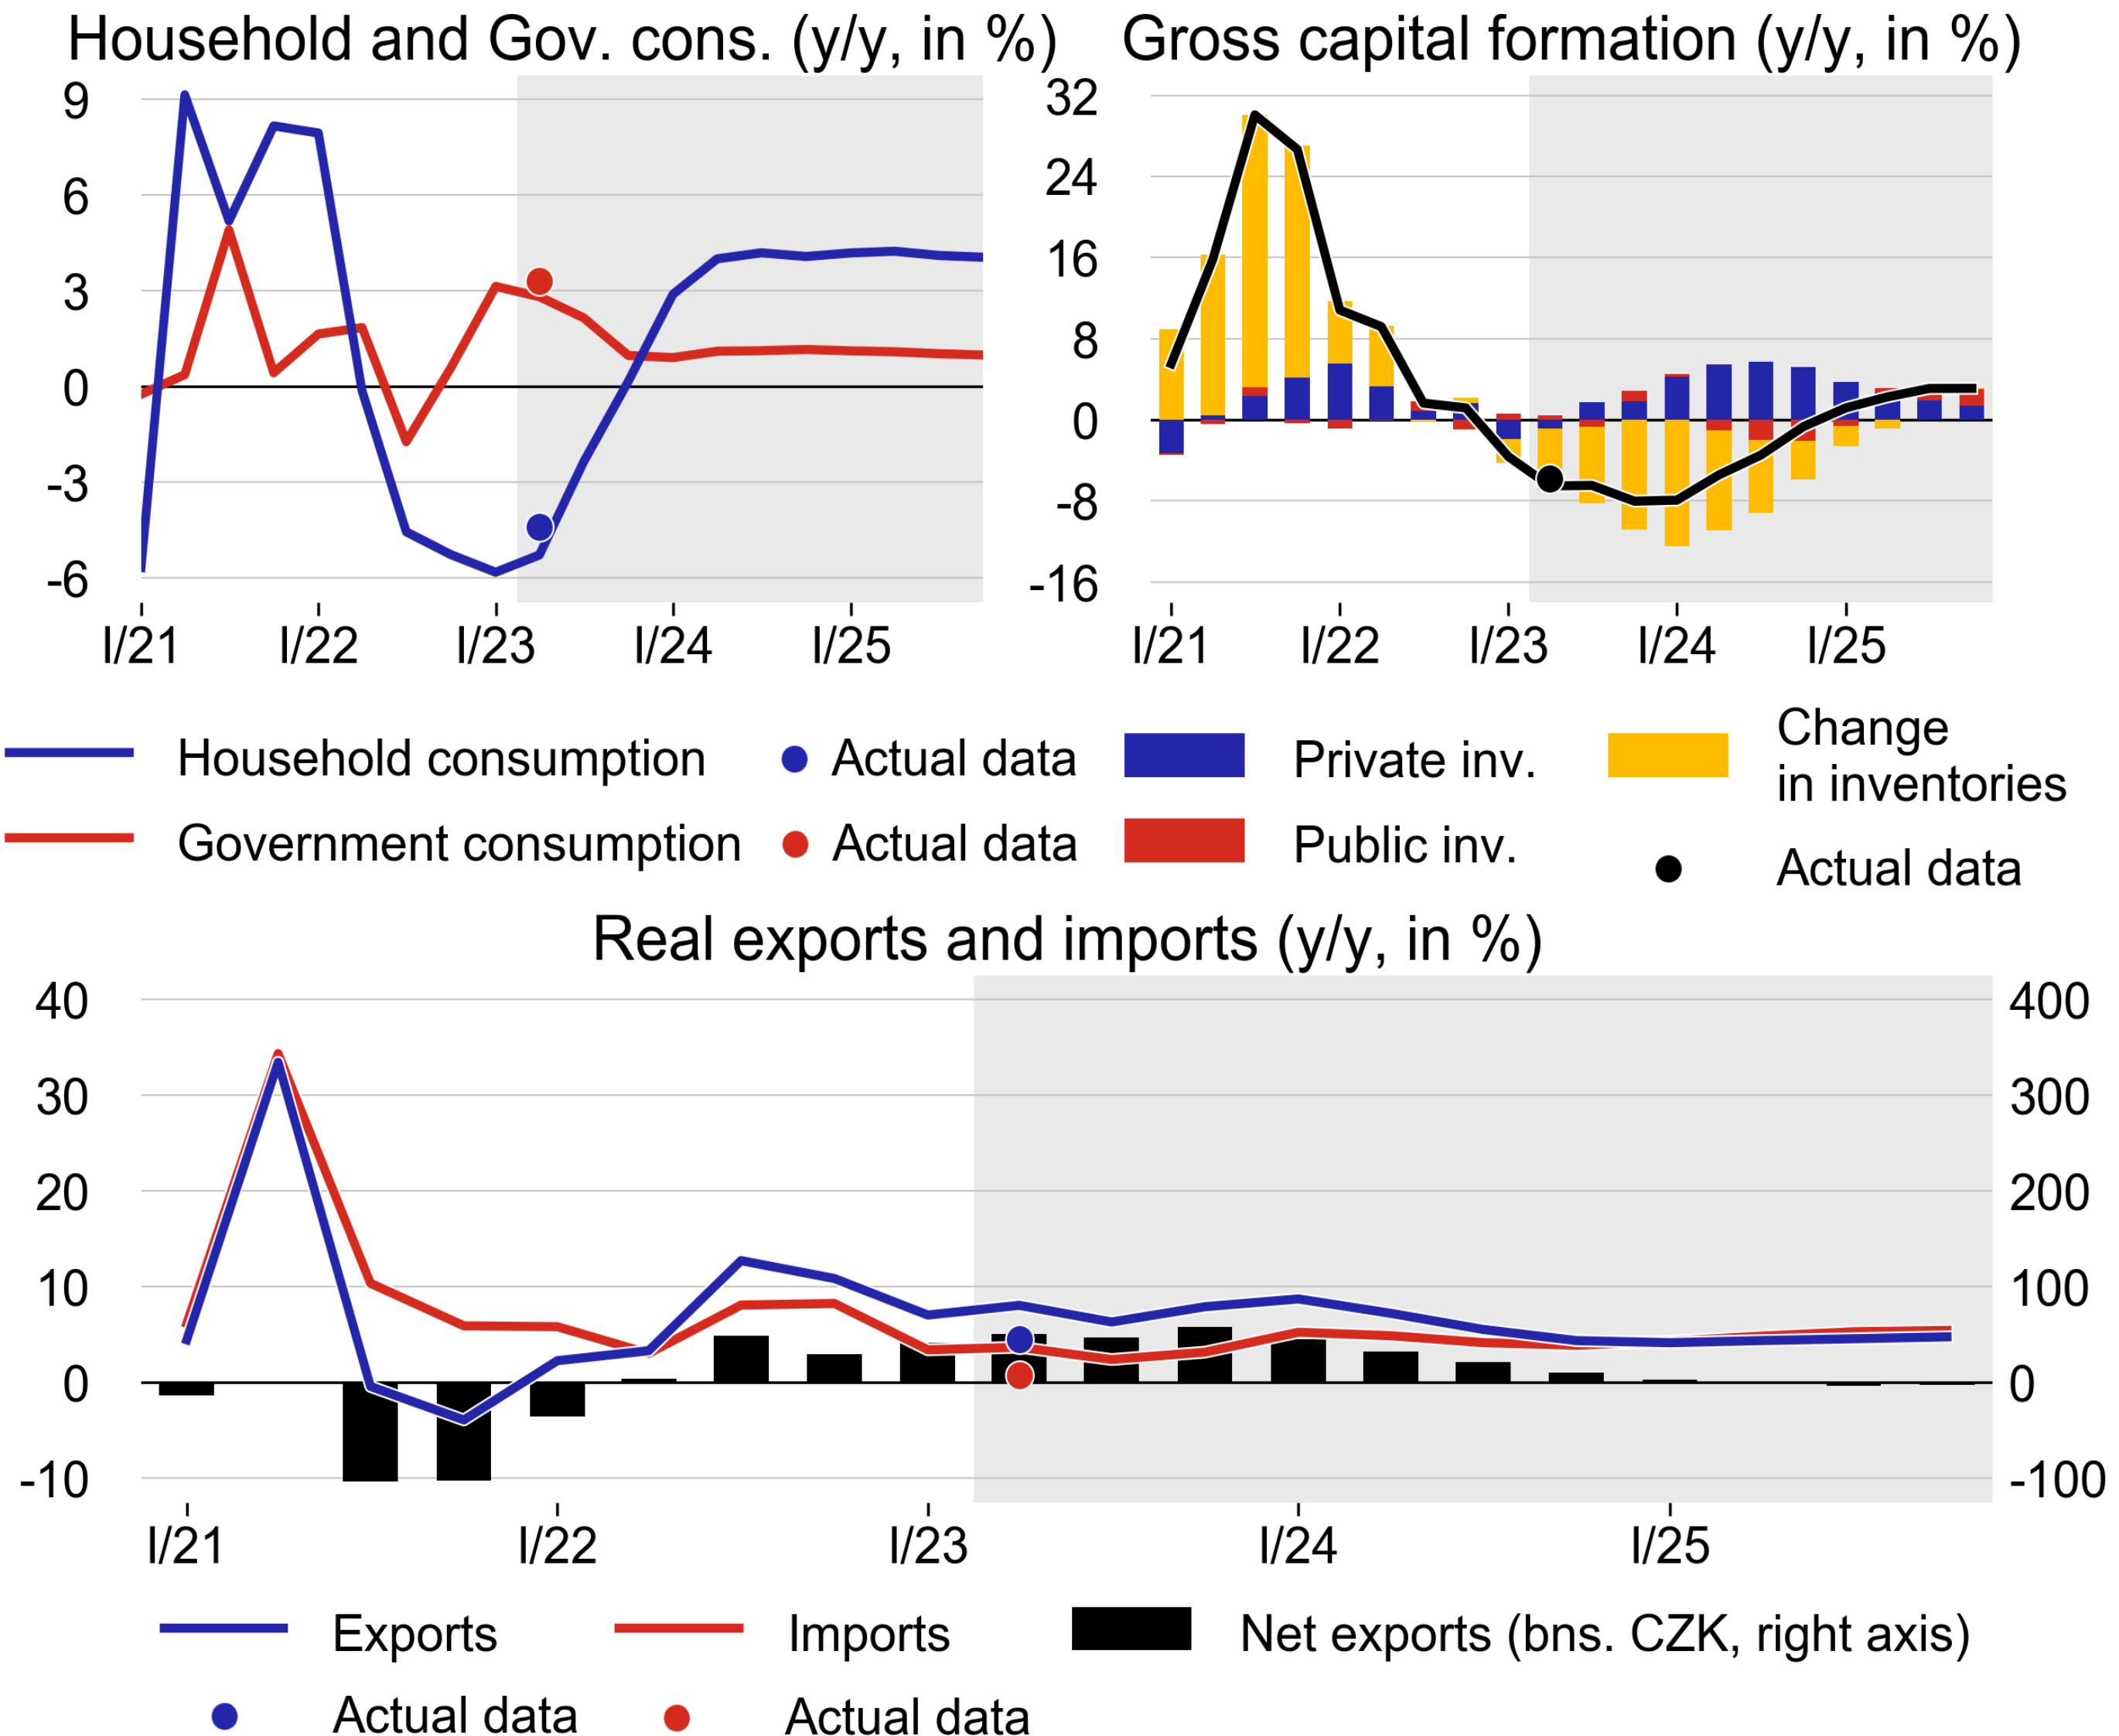 Household and Gov. cons. (y/y, in %)
9
6
3
0
-3
-6
I/21 I/22 I/23 I/24 I/25
Household consumption
Actual data
Government consumption
Actual data
Gross capital formation (y/y, in %)
32
24
16
8
0
-8
-16
I/21 I/22 I/23 I/24 I/25
Private inv.
Change
in inventories
Public inv.
Actual data
Real exports and imports (y/y, in %)
40 400
30 300
20 200
10 100
0 0
-10 -100
I/21 I/22 I/23 I/24 I/25
Exports
Imports
Net exports (bns. CZK, right axis)
Actual data
Actual data